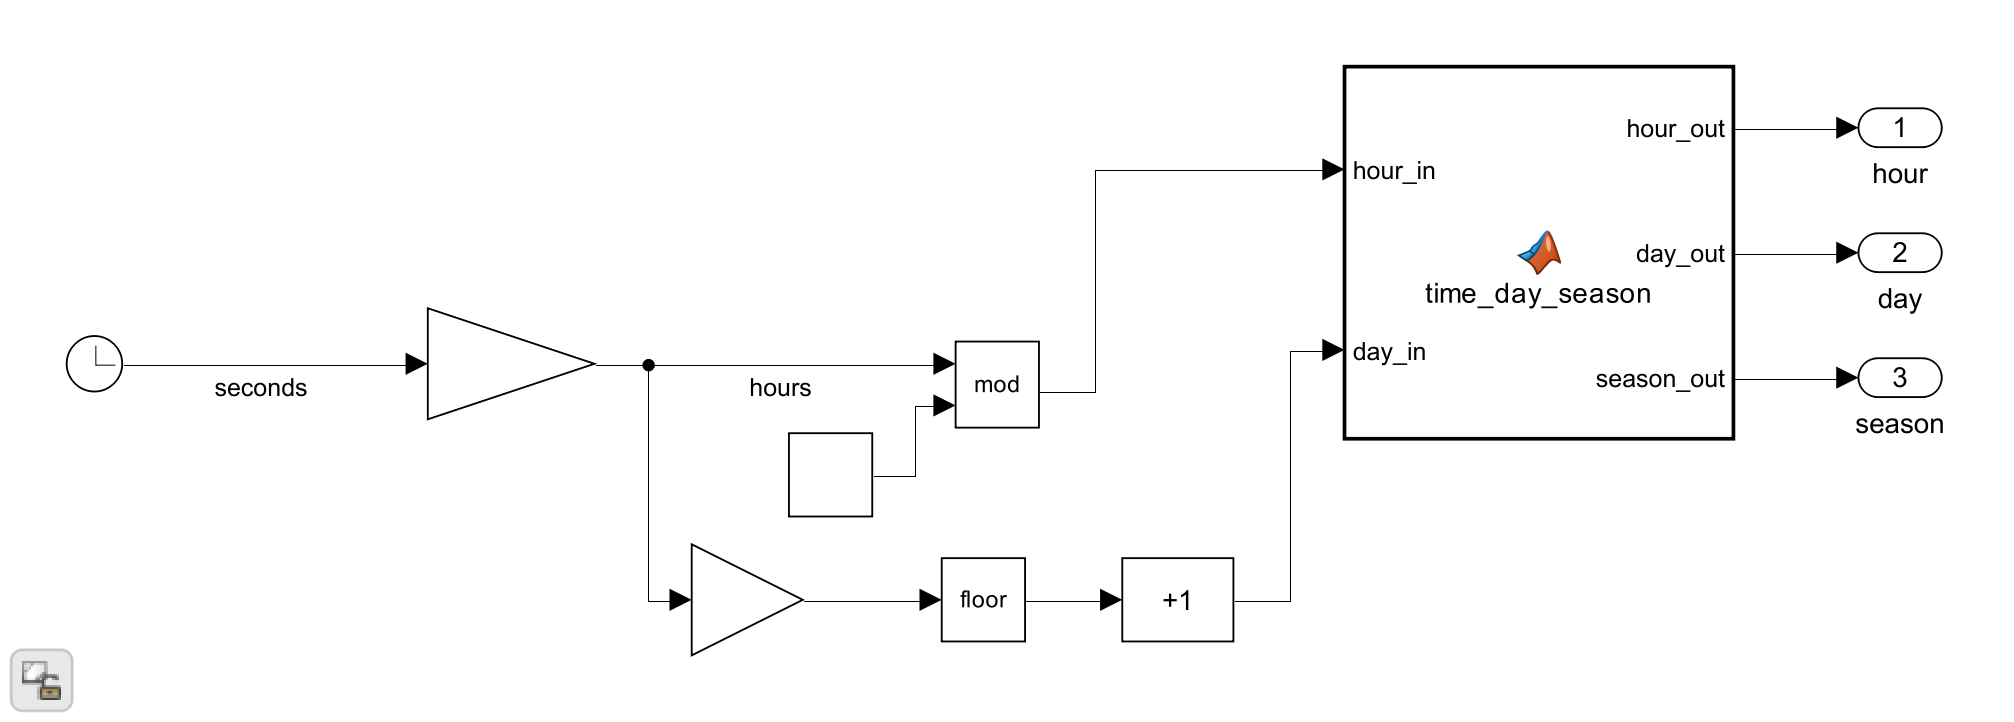 seconds
hours
mod
floor
+1
hour_in
day_in
time_day_season
hour_out
day_out
season_out
1
hour
2
day
3
season